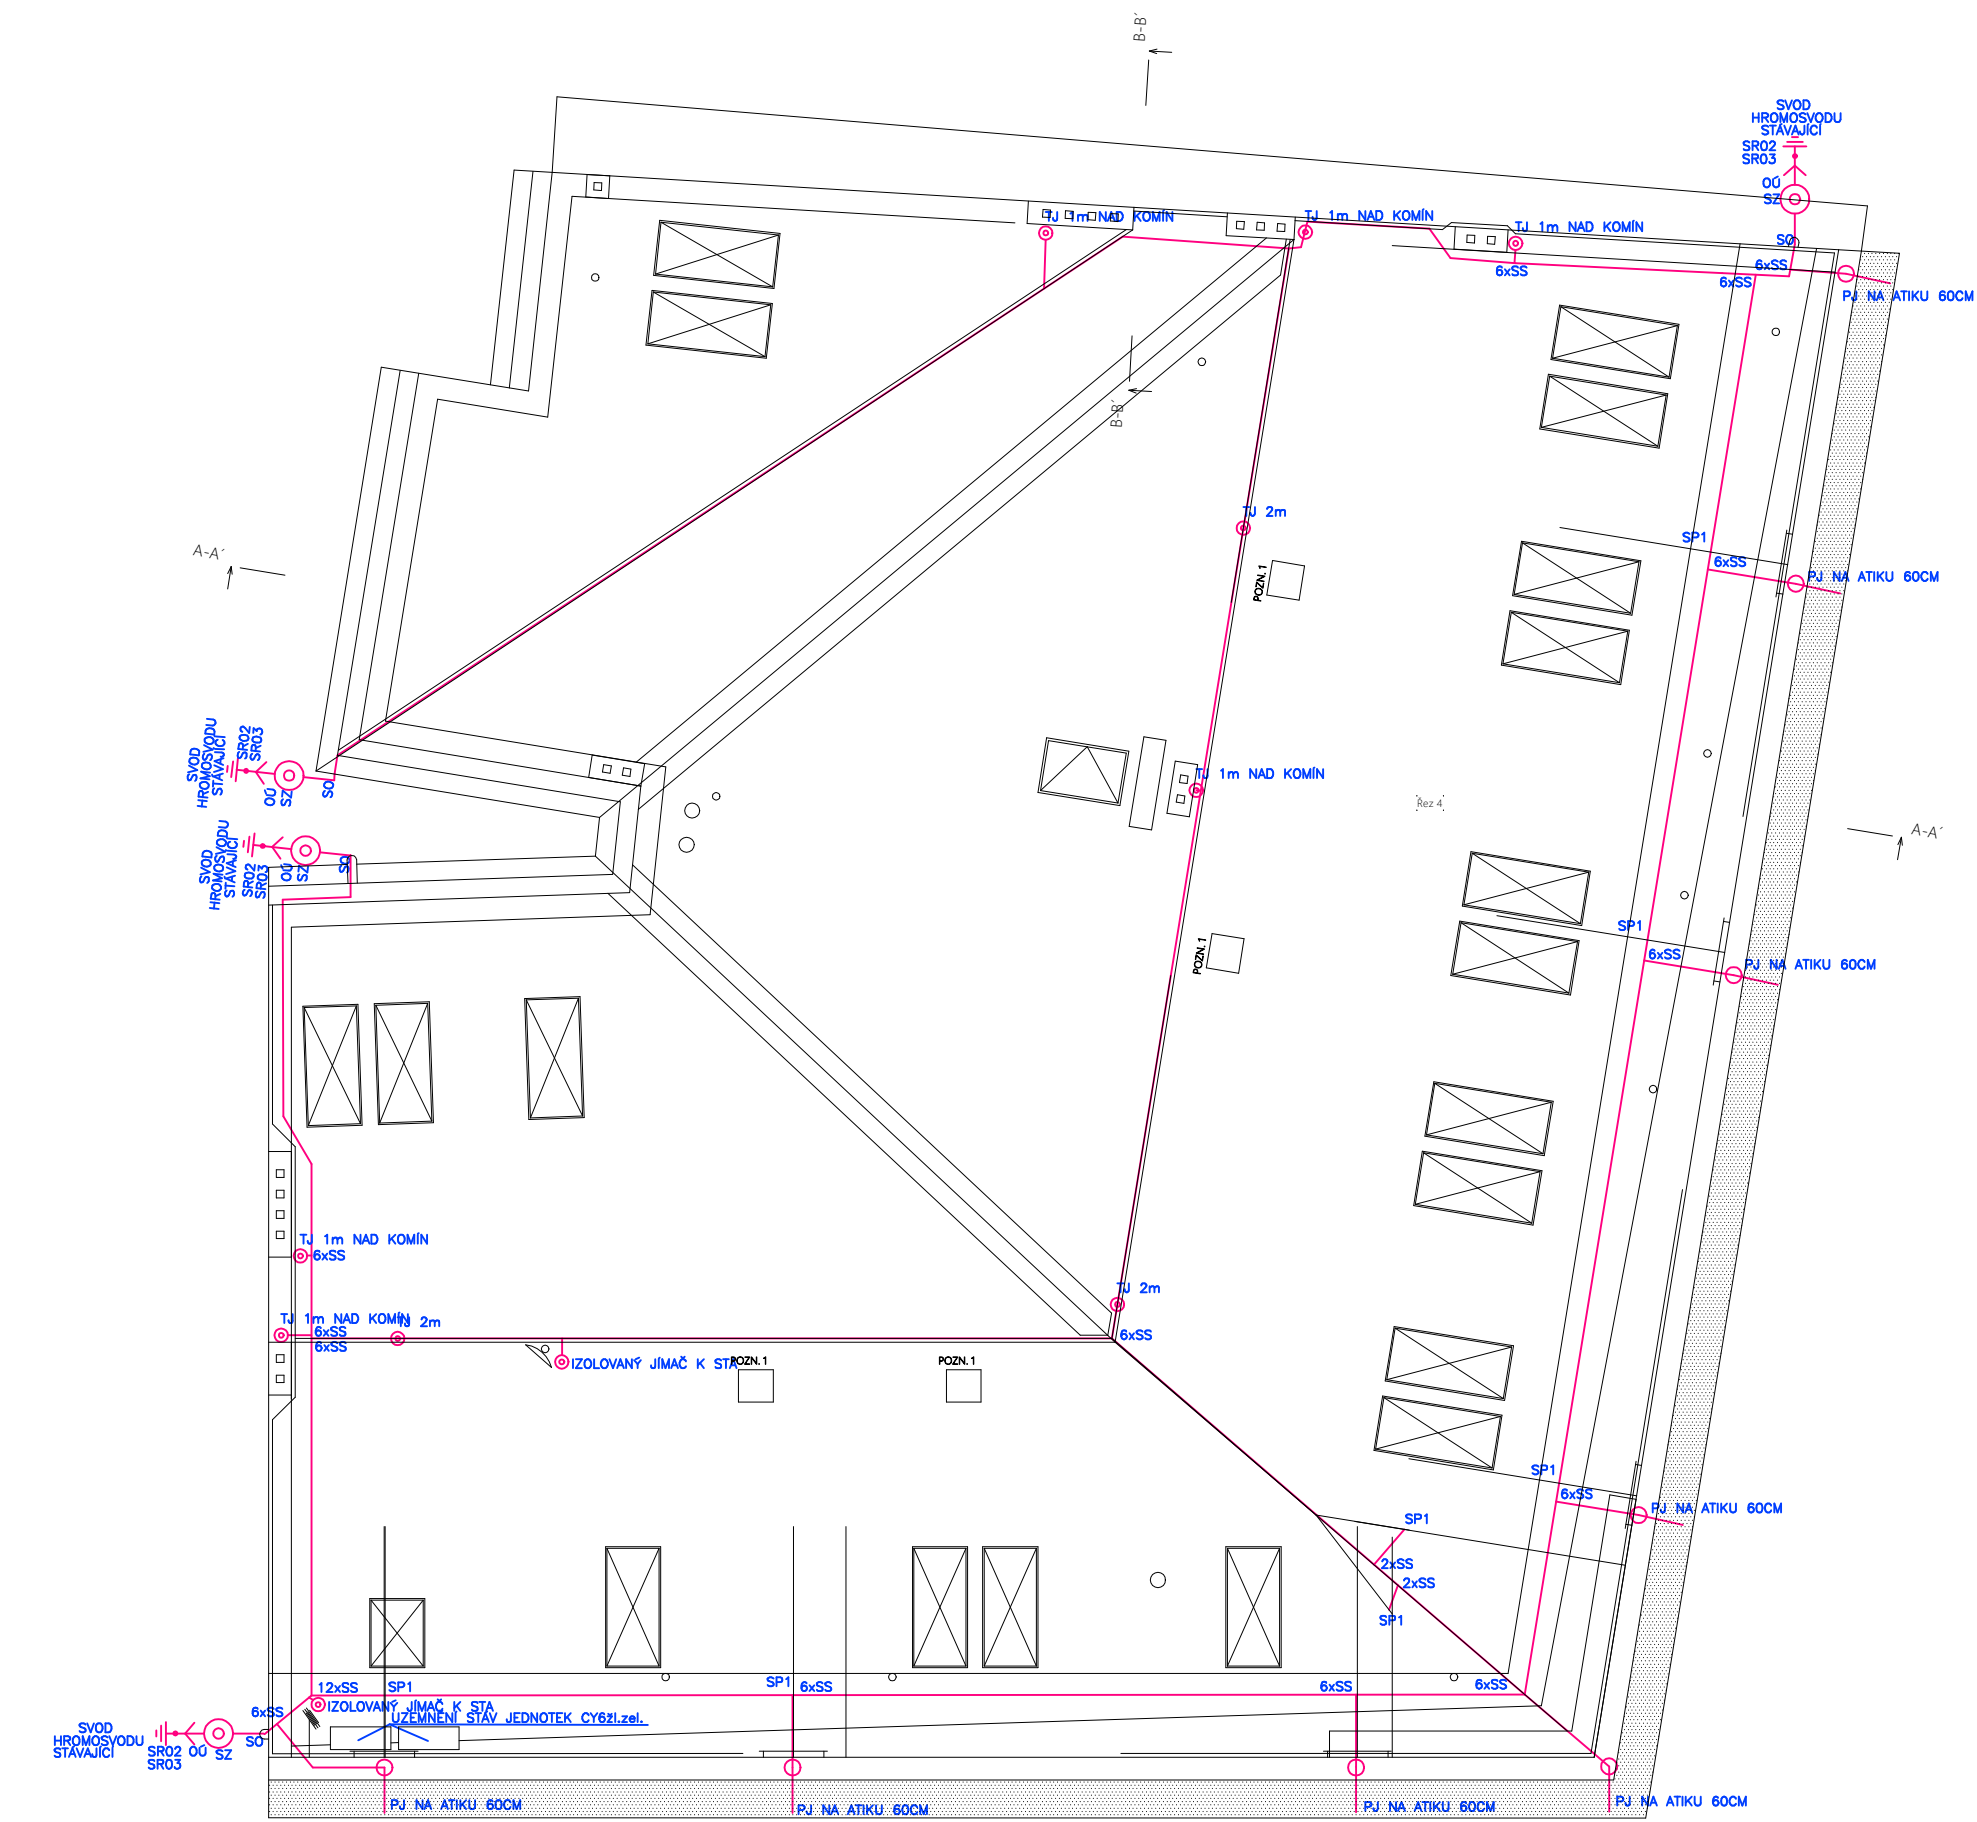 B-B´
SVOD
HROMOSVODU
STÁVAJÍCÍ
SR02
SR03
OÚ
SZ
SO
TJ 1m NAD KOMÍN
TJ 1m NAD KOMÍN
TJ 1m NAD KOMÍN
6xSS
6xSS
6xSS
PJ NA ATIKU 60CM
B-B´
TJ 2m
A-A´
SP1
6xSS
PJ NA ATIKU 60CM
POZN.1
SVOD
HROMOSVODU
STÁVAJÍCÍ
SR02
SR03
OÚ
SZ
SO
TJ 1m NAD KOMÍN
Řez 4
A-A´
SVOD
HROMOSVODU
STÁVAJÍCÍ
SR02
SR03
OÚ
SZ
SO
SP1
6xSS
PJ NA ATIKU 60CM
POZN.1
TJ 1m NAD KOMÍN
6xSS
TJ 2m
TJ 1m NAD KOMÍN
TJ 2m
6xSS
6xSS
6xSS
IZOLOVANÝ JÍMAČ K STA
POZN.1
POZN.1
SP1
6xSS
PJ NA ATIKU 60CM
SP1
2xSS
2xSS
SP1
12xSS
SP1
SP1
6xSS
6xSS
6xSS
6xSS
IZOLOVANÝ JÍMAČ K STA
UZEMNĚNÍ STÁV JEDNOTEK CY6žl.zel.
SVOD
HROMOSVODU
STÁVAJÍCÍ
SR02
SR03
OÚ
SZ
SO
PJ NA ATIKU 60CM
PJ NA ATIKU 60CM
PJ NA ATIKU 60CM
PJ NA ATIKU 60CM